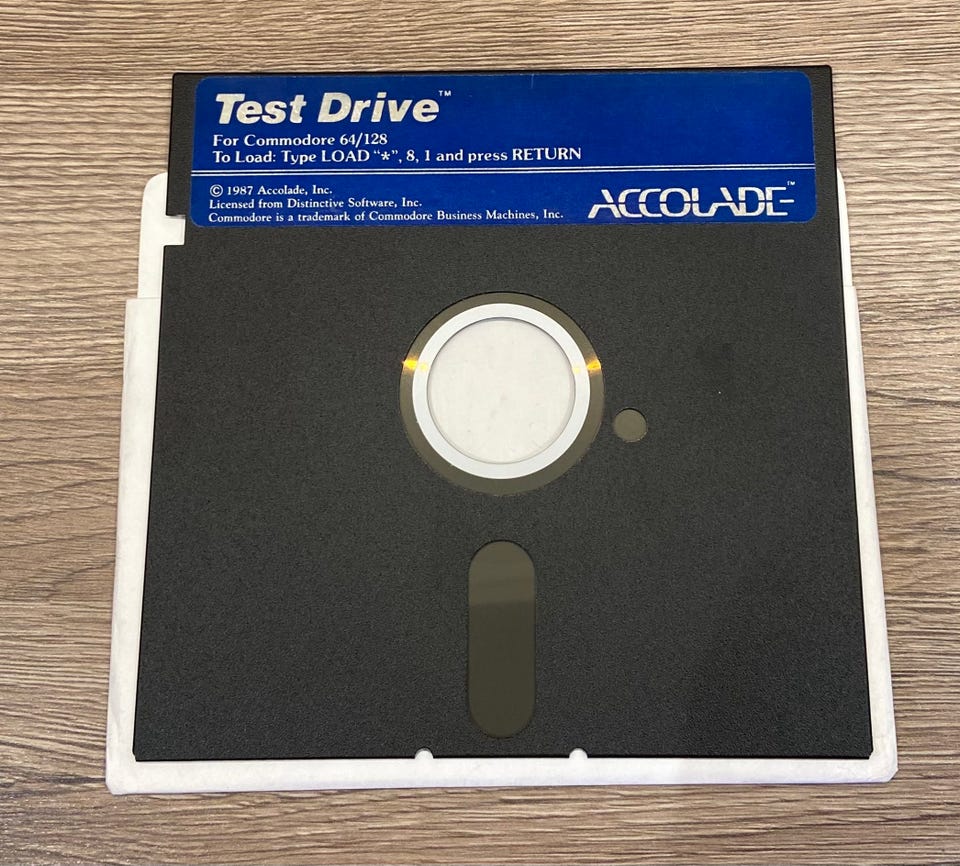 Test Drive™
For Commodore 64/128
To Load: Type LOAD “*”, 8, 1 and press RETURN
© 1987 Accolade, Inc.
Licensed from Distinctive Software, Inc.
Commodore is a trademark of Commodore Business Machines, Inc.
ACCOLADE™